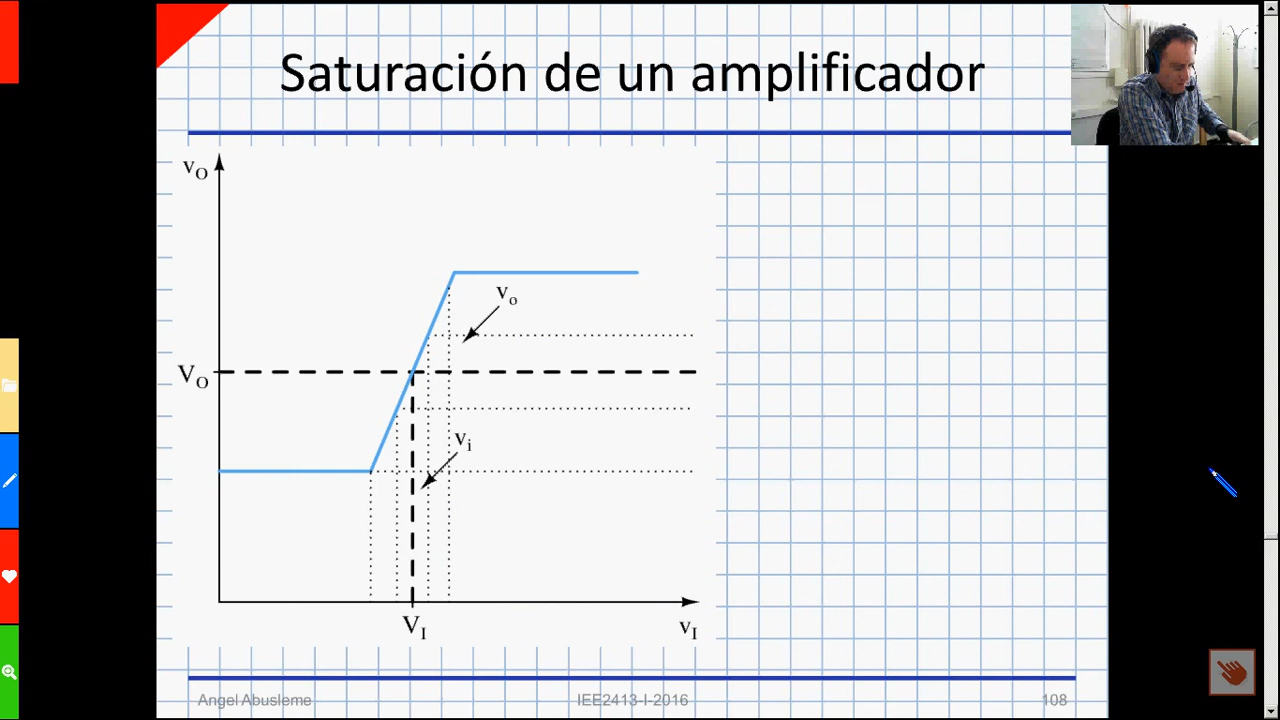 Saturación de un amplificador
vO
vo
VO
vi
VI
vI
Angel Abusleme
IEE2413-I-2016
108